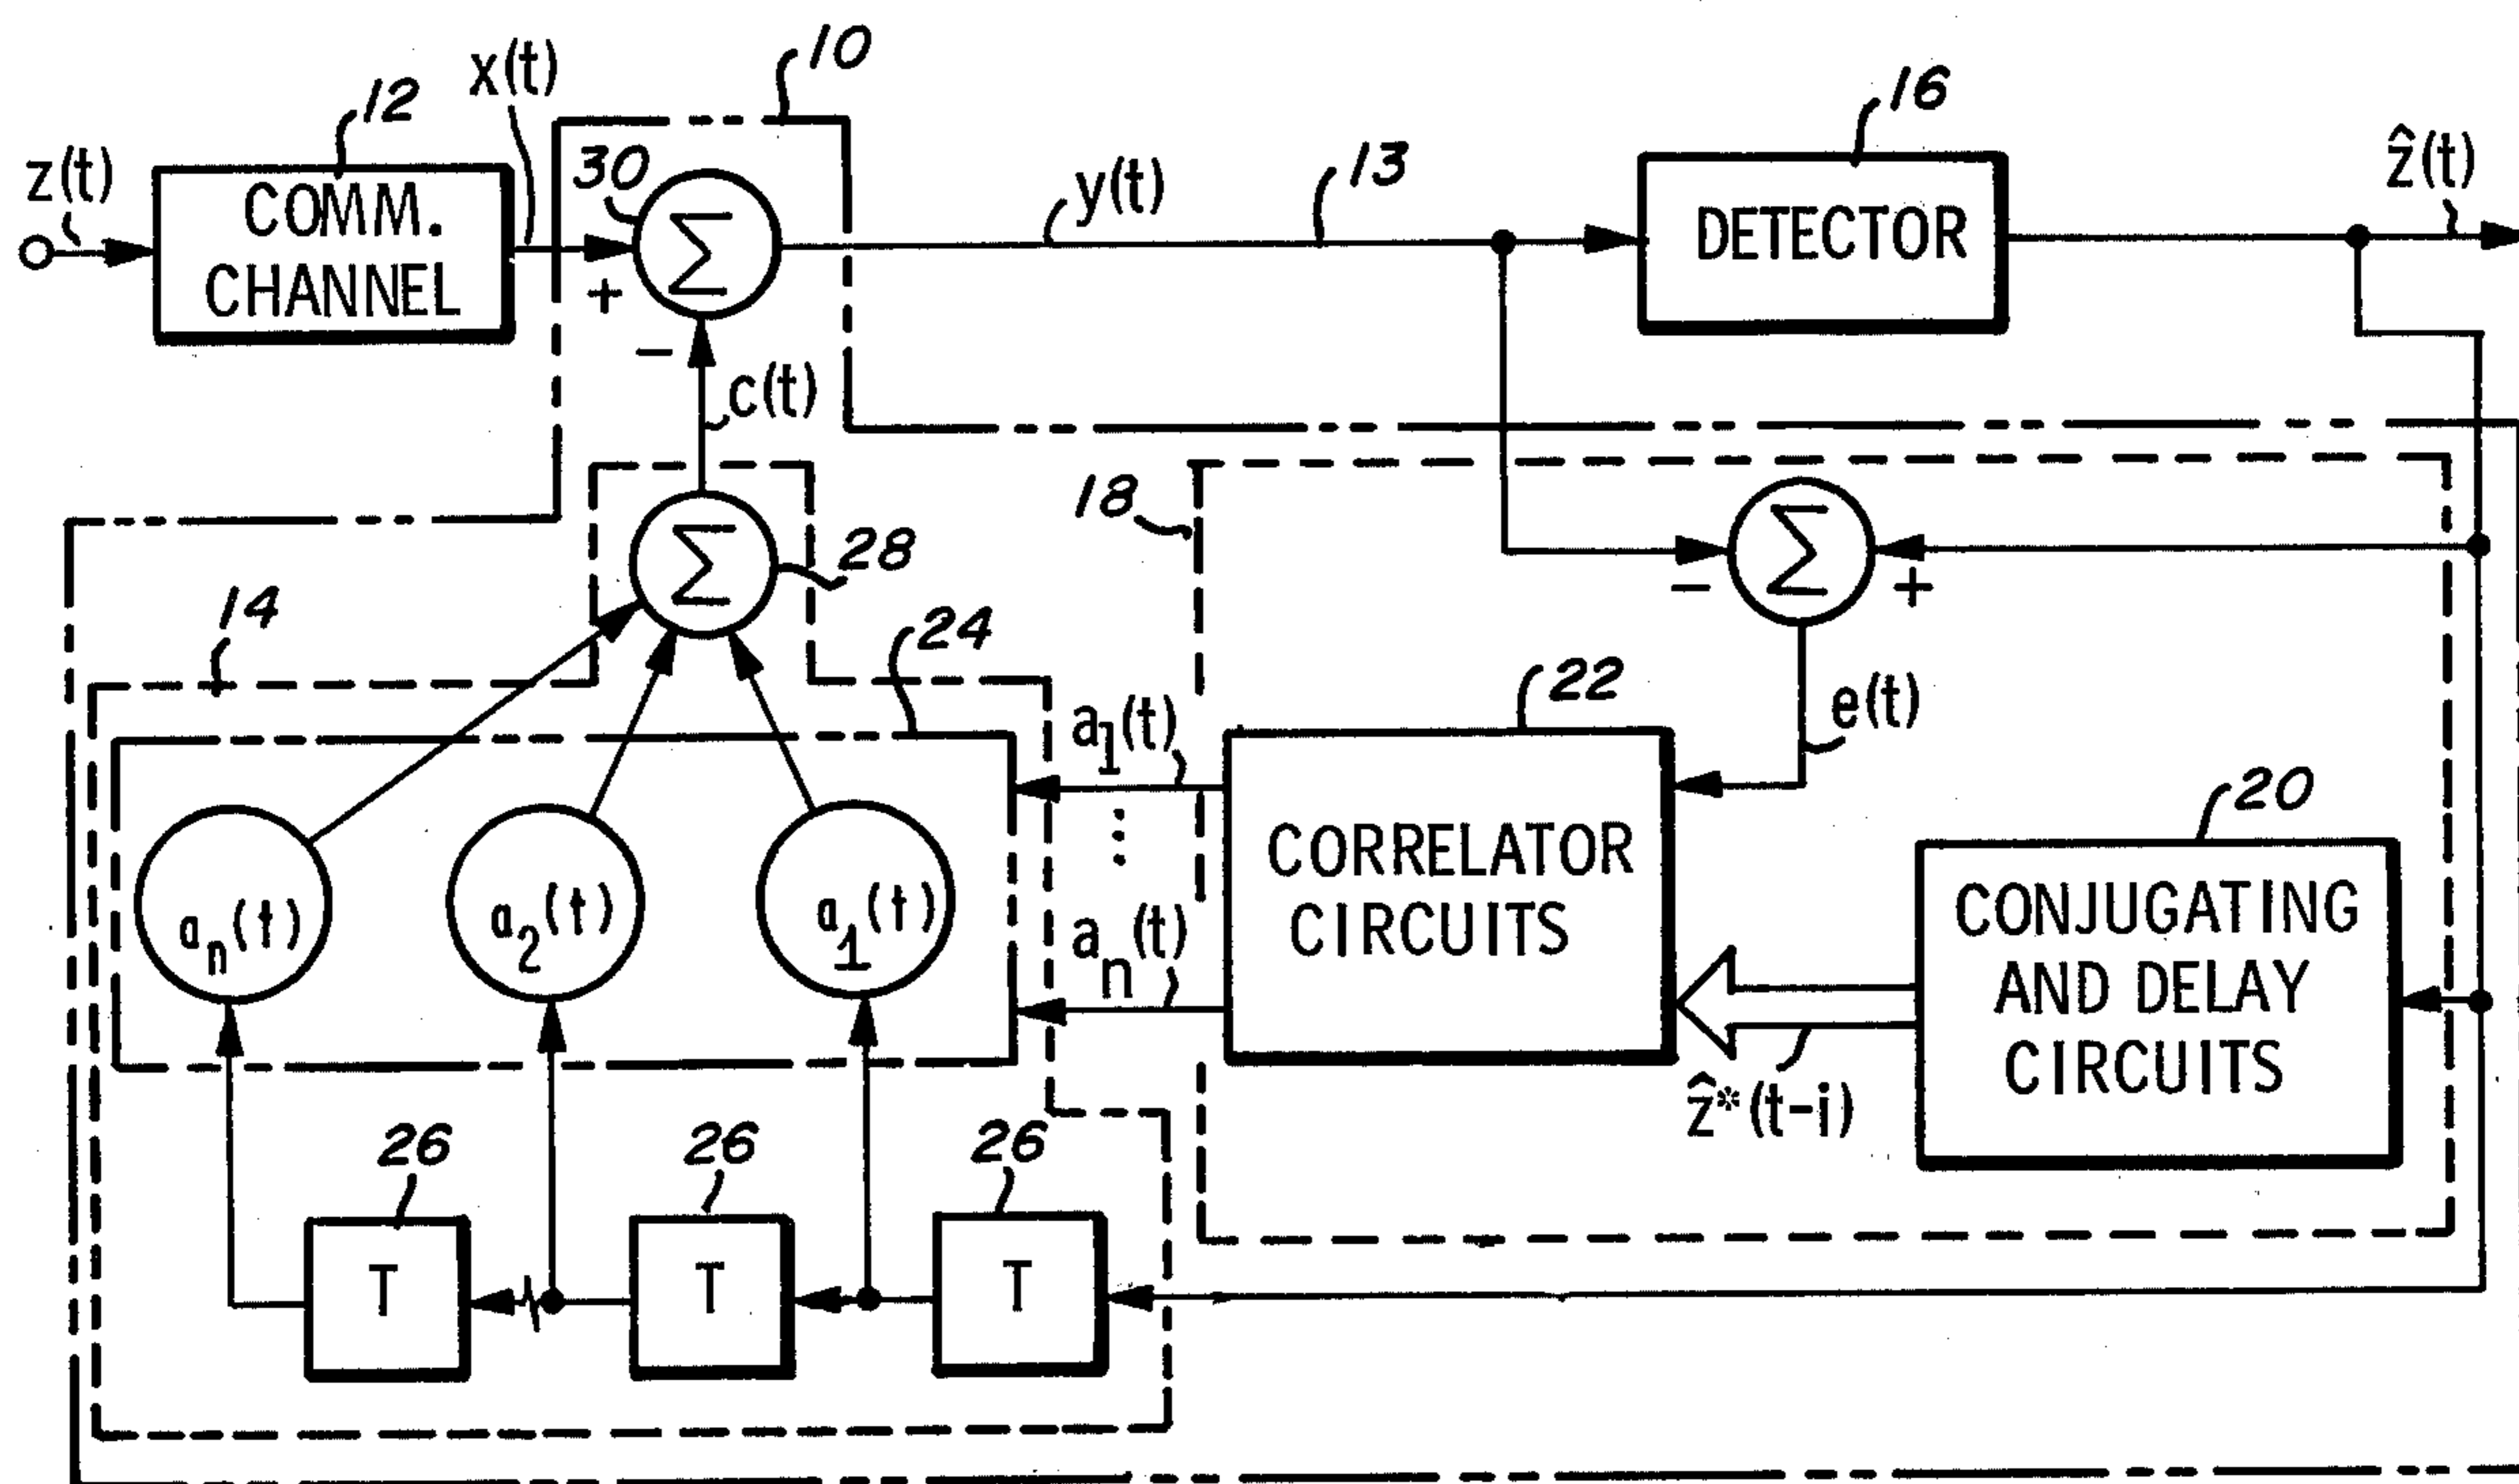 10
12
x(t)
16
z(t)
30
COMM.
CHANNEL
Σ
+
−
y(t)
13
DETECTOR
ẑ(t)
c(t)
18
Σ
28
Σ
−
+
14
24
22
e(t)
a1(t)
⋮
an(t)
20
an(t)
a2(t)
a1(t)
CORRELATOR
CIRCUITS
CONJUGATING
AND DELAY
CIRCUITS
ẑ*(t-i)
26
26
26
T
T
T